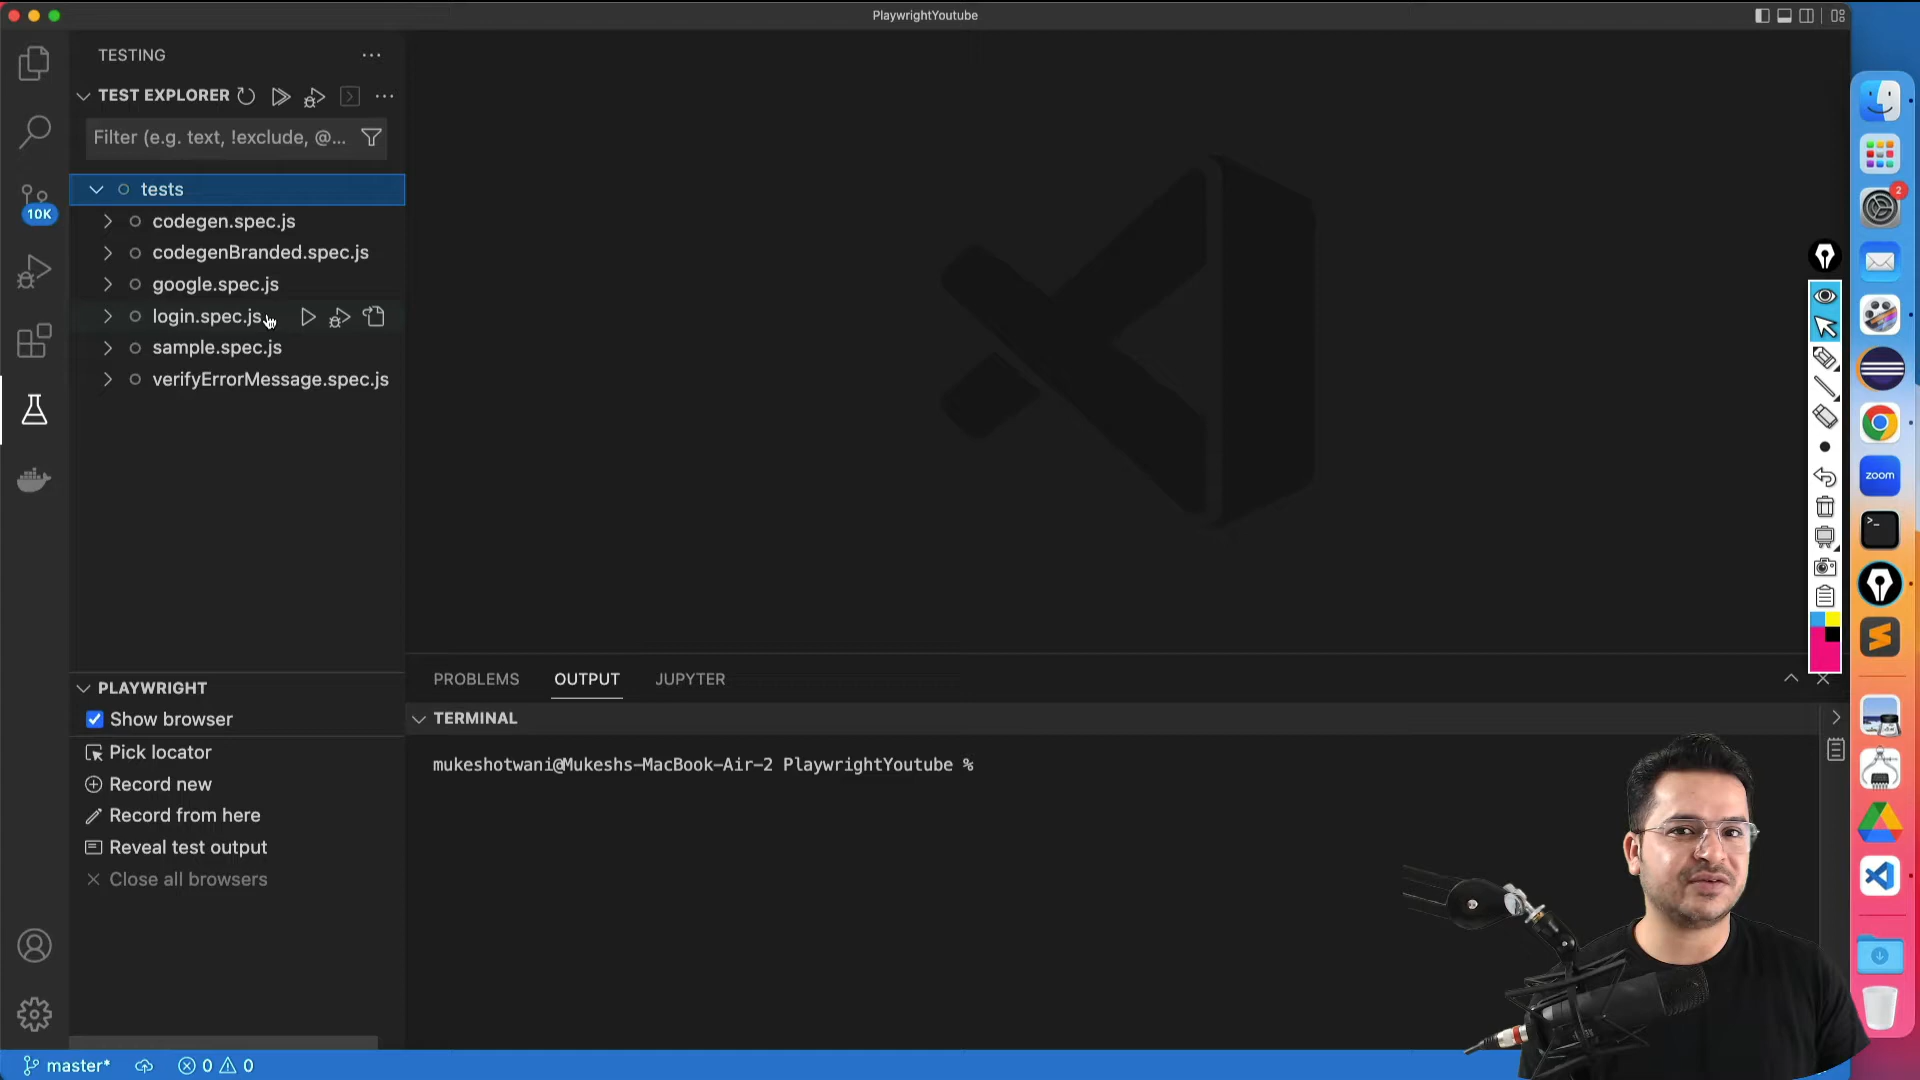 PlaywrightYoutube
TESTING
TEST EXPLORER
Filter (e.g. text, !exclude, @...
10K
tests
codegen.spec.js
codegenBranded.spec.js
google.spec.js
login.spec.js
sample.spec.js
verifyErrorMessage.spec.js
PLAYWRIGHT
Show browser
Pick locator
Record new
Record from here
Reveal test output
Close all browsers
PROBLEMS
OUTPUT
JUPYTER
TERMINAL
mukeshotwani@Mukeshs-MacBook-Air-2 PlaywrightYoutube %
2
zoom
>_
master*
0
0